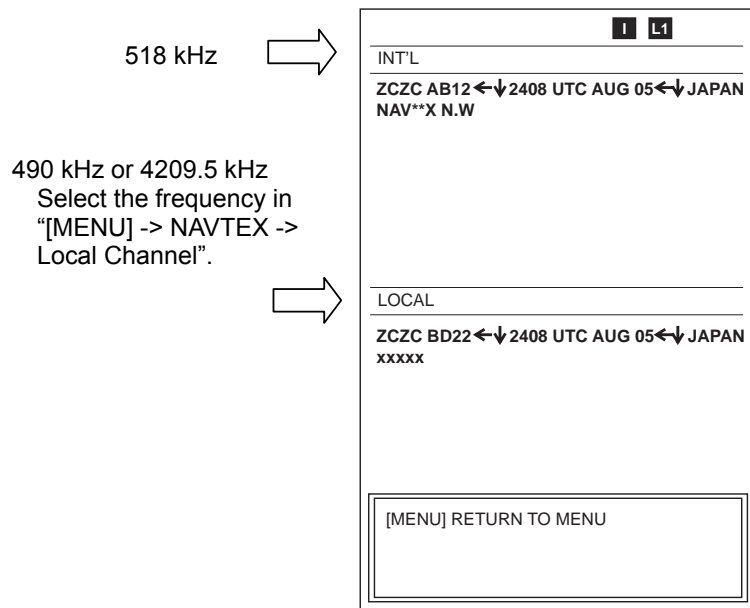 518 kHz
I L1
INT'L
ZCZC AB12←↓2408 UTC AUG 05←↓JAPAN
NAV**X N.W
490 kHz or 4209.5 kHz
Select the frequency in
“[MENU] -> NAVTEX ->
Local Channel”.
LOCAL
ZCZC BD22←↓2408 UTC AUG 05←↓JAPAN
xxxxx
[MENU] RETURN TO MENU